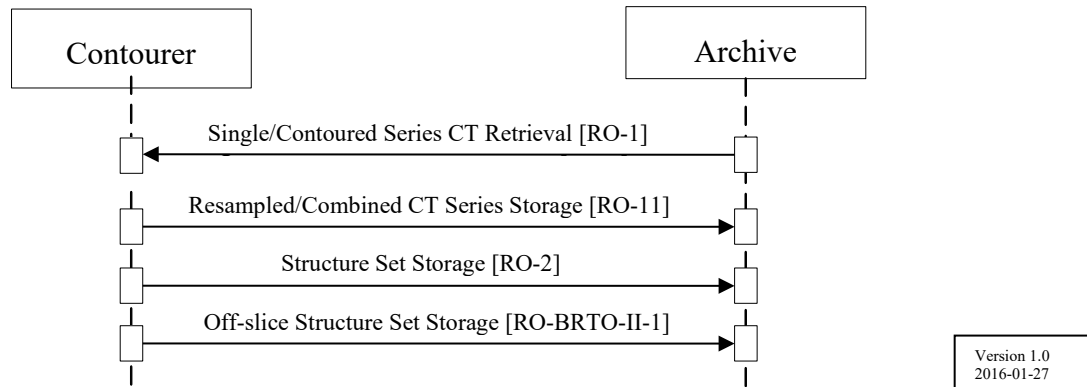 Contourer
Archive
Single/Contoured Series CT Retrieval [RO-1]
Resampled/Combined CT Series Storage [RO-11]
Structure Set Storage [RO-2]
Off-slice Structure Set Storage [RO-BRTO-II-1]
Version 1.0
2016-01-27